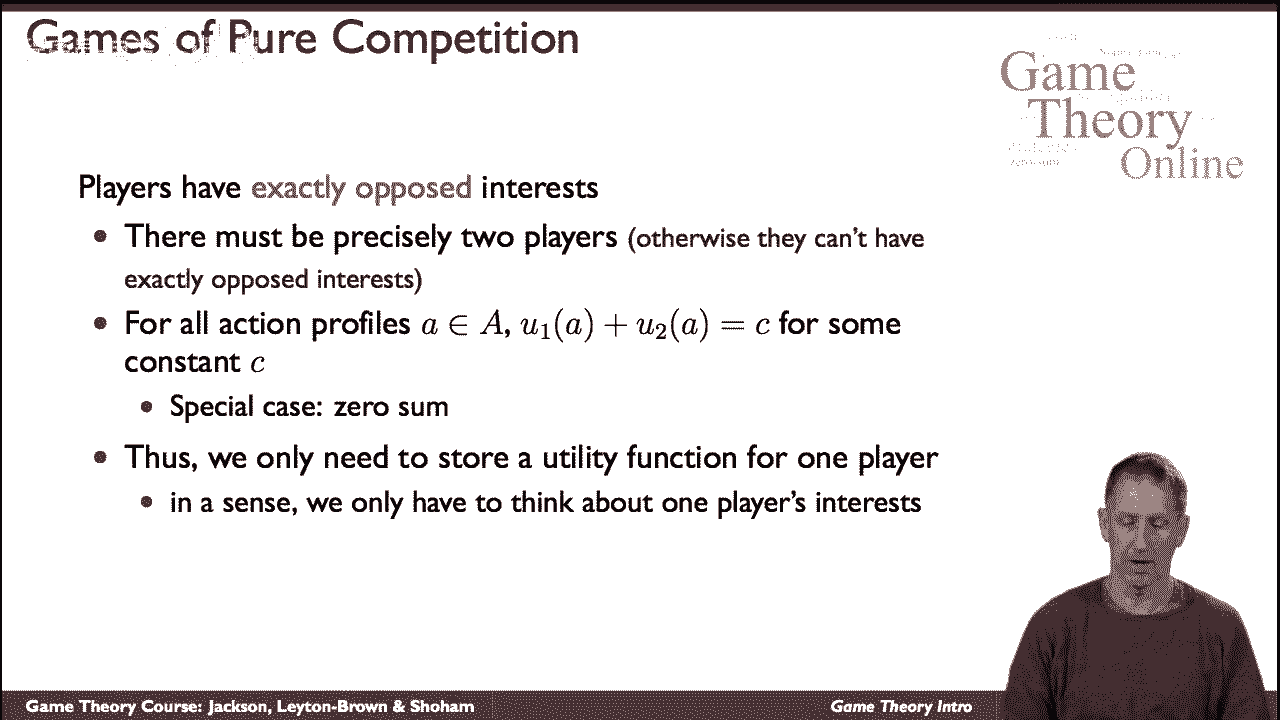 Games of Pure Competition
Game
Theory
Online
Players have exactly opposed interests
• There must be precisely two players (otherwise they can't have
exactly opposed interests)
• For all action profiles a ∈ A, u₁(a) + u₂(a) = c for some
constant c
• Special case: zero sum
• Thus, we only need to store a utility function for one player
• in a sense, we only have to think about one player's interests
Game Theory Course: Jackson, Leyton-Brown & Shoham
Game Theory Intro